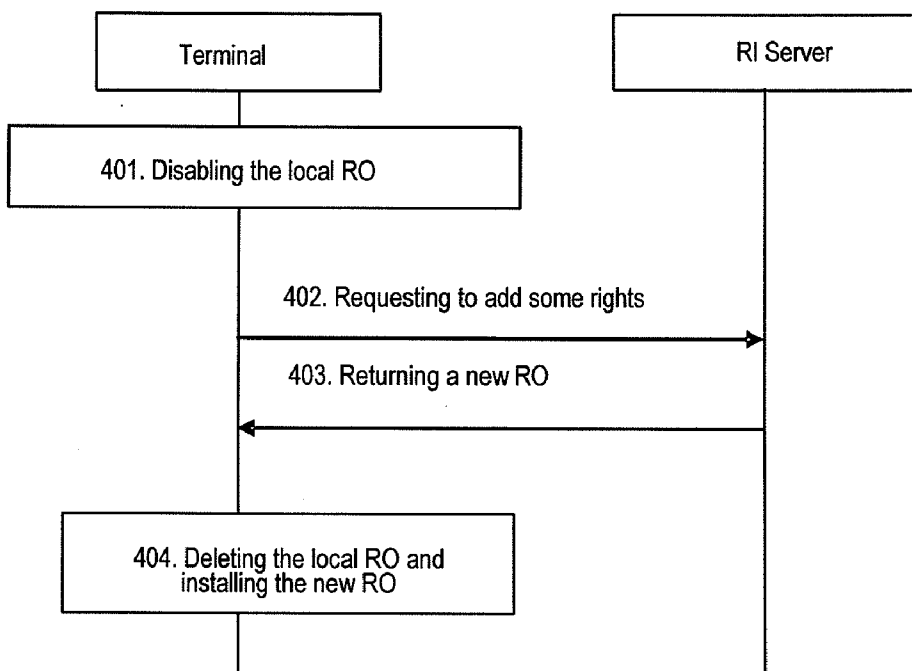 Terminal
RI Server
401. Disabling the local RO
402. Requesting to add some rights
403. Returning a new RO
404. Deleting the local RO and
installing the new RO